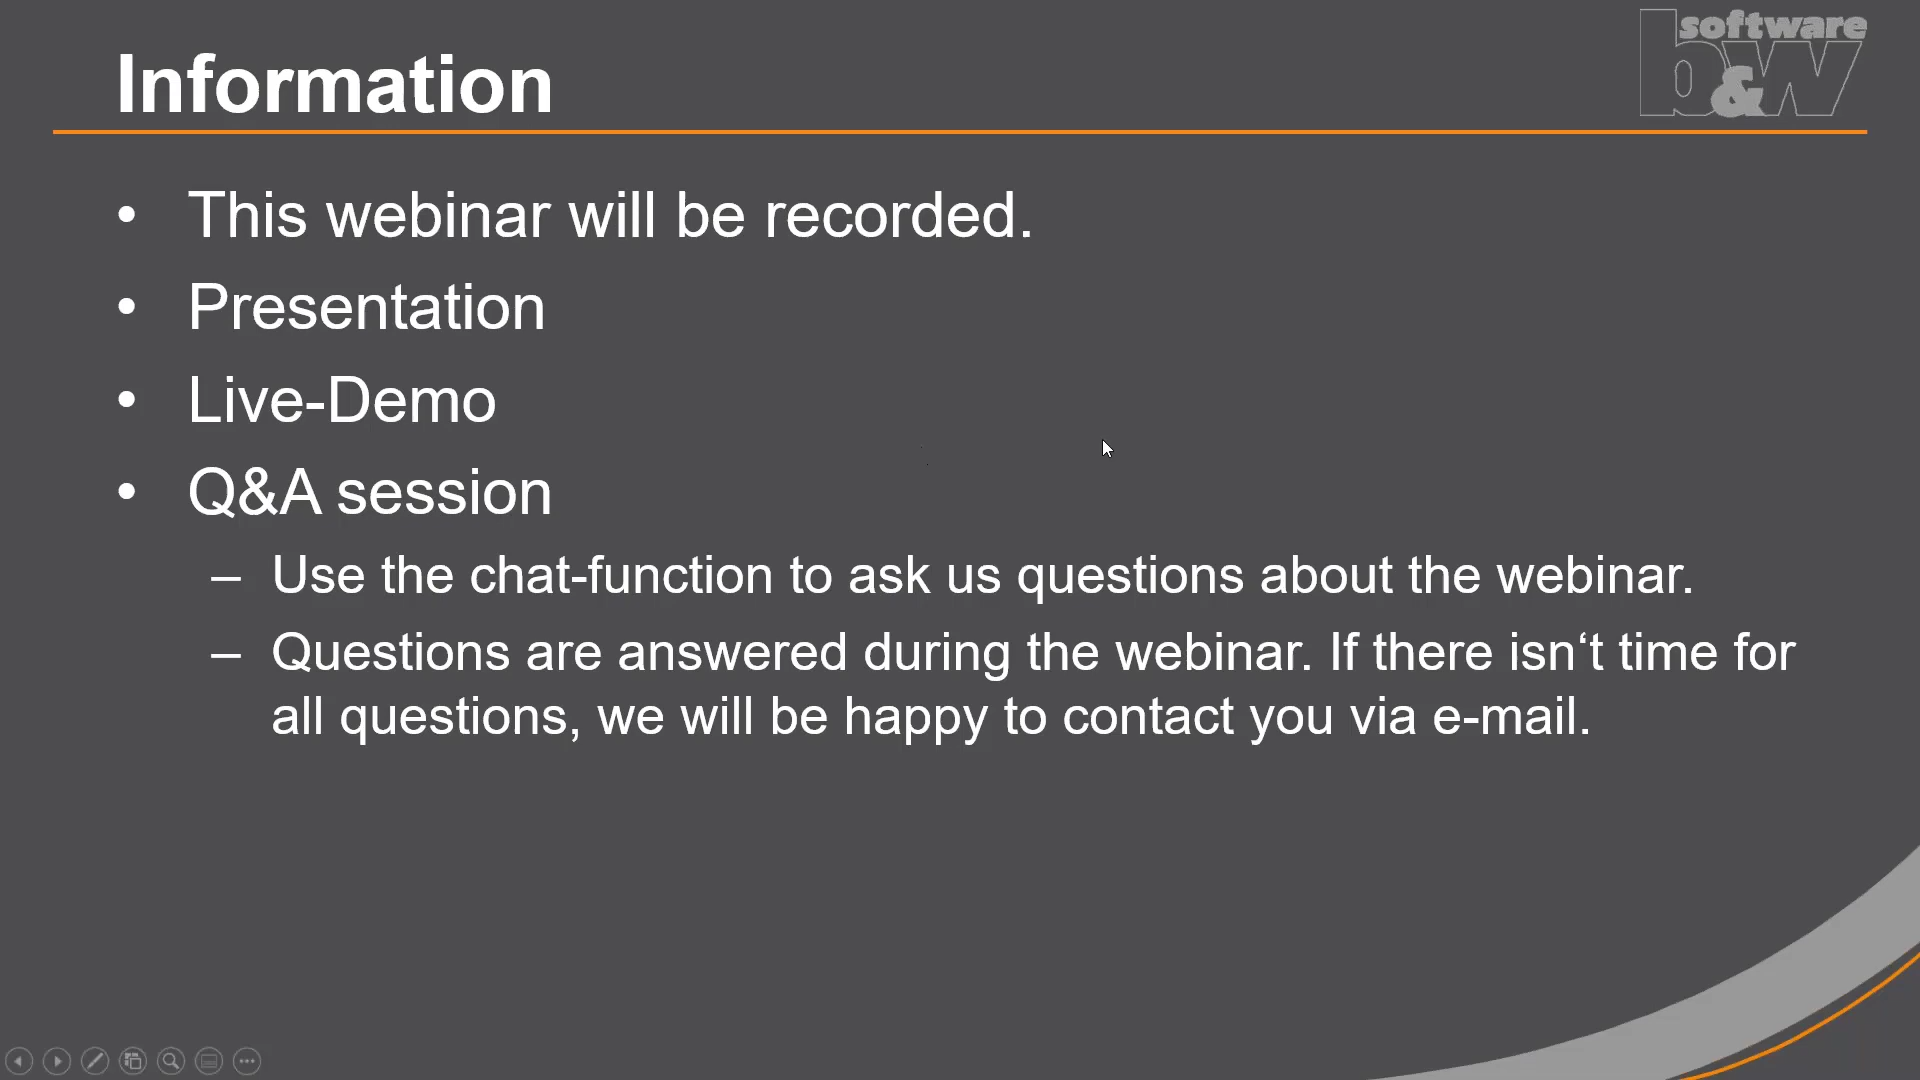 software
b&w
Information
• This webinar will be recorded.
• Presentation
• Live-Demo
• Q&A session
– Use the chat-function to ask us questions about the webinar.
– Questions are answered during the webinar. If there isn‘t time for
all questions, we will be happy to contact you via e-mail.